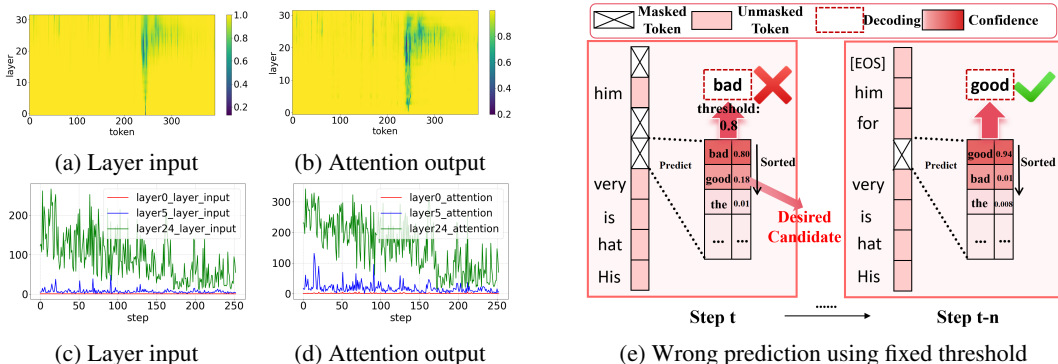 30
20
10
0
layer
0
200
token
1.0
0.8
0.6
0.4
0.2
(a) Layer input
30
20
10
0
layer
0
200
token
0.8
0.6
0.4
0.2
(b) Attention output
layer0_layer_input
layer5_layer_input
layer24_layer_input
200
100
0
0 50 100 150 200 250
step
(c) Layer input
layer0_attention
layer5_attention
layer24_attention
300
200
100
0
0 50 100 150 200 250
step
(d) Attention output
Masked Token
Unmasked Token
Decoding
Confidence
him
very
is
hat
His
Predict
bad
threshold:
0.8
bad 0.80
good 0.18
the 0.01
... ...
Sorted
Desired
Candidate
Step t
......
[EOS]
him
for
very
is
hat
His
Predict
good
good 0.94
bad 0.01
the 0.008
... ...
Sorted
Step t-n
(e) Wrong prediction using fixed threshold